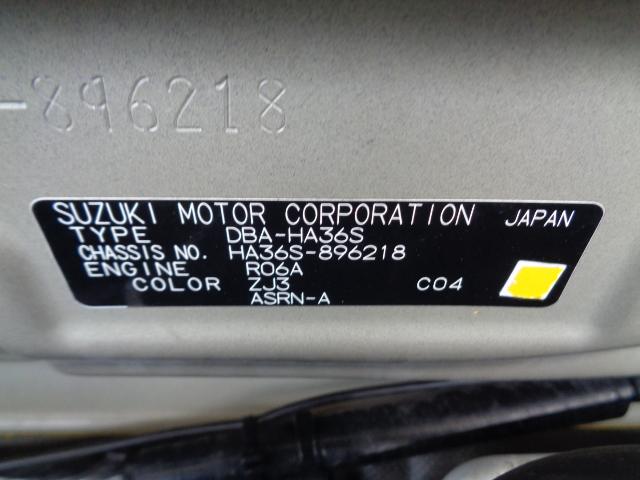 -896218
SUZUKI MOTOR CORPORATION JAPAN
TYPE DBA-HA36S
CHASSIS NO. HA36S-896218
ENGINE R06A
COLOR ZJ3 C04
ASRN-A